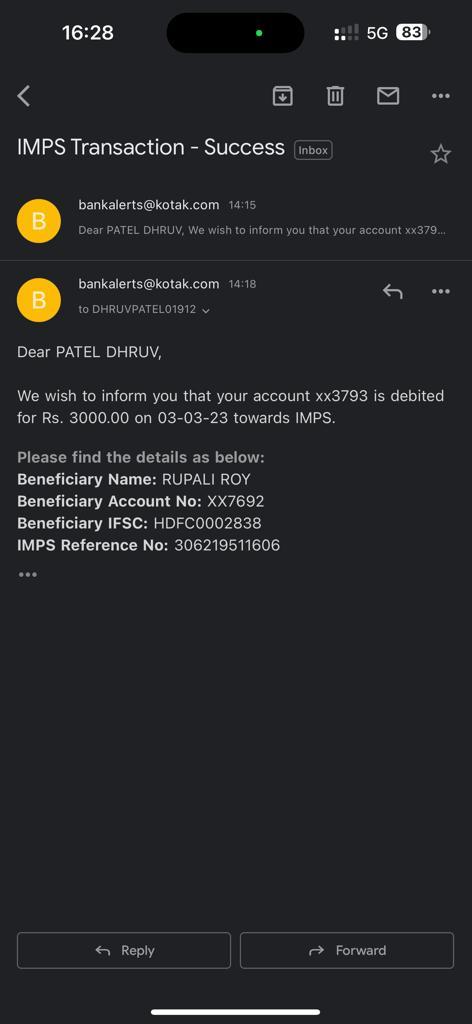 16:28
5G 83
IMPS Transaction - Success Inbox
B
bankalerts@kotak.com 14:15
Dear PATEL DHRUV, We wish to inform you that your account xx379...
B
bankalerts@kotak.com 14:18
to DHRUVPATEL01912
Dear PATEL DHRUV,
We wish to inform you that your account xx3793 is debited
for Rs. 3000.00 on 03-03-23 towards IMPS.
Please find the details as below:
Beneficiary Name: RUPALI ROY
Beneficiary Account No: XX7692
Beneficiary IFSC: HDFC0002838
IMPS Reference No: 306219511606
Reply
Forward